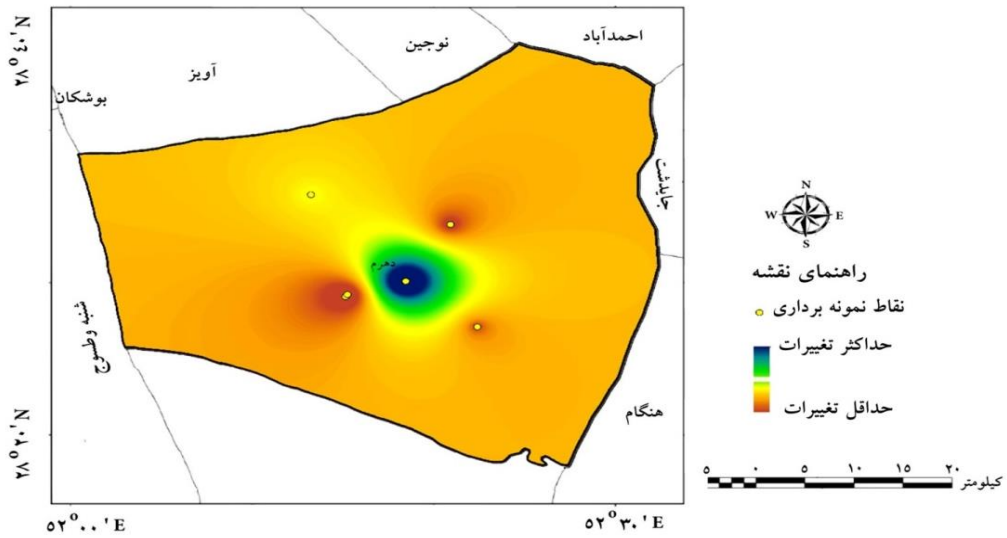 ۲۸° ۴۰' N
احمدآباد
نوجین
آویز
بوشکان
جایدشت
دهرم
شنبه وطسوج
هنگام
۲۸° ۲۰' N
۵۲° ۰۰' E
۵۲° ۳۰' E
N
W E
S
راهنمای نقشه
نقاط نمونه برداری
حداکثر تغییرات
حداقل تغییرات
۵ ۰ ۵ ۱۰ ۱۵ ۲۰
کیلومتر